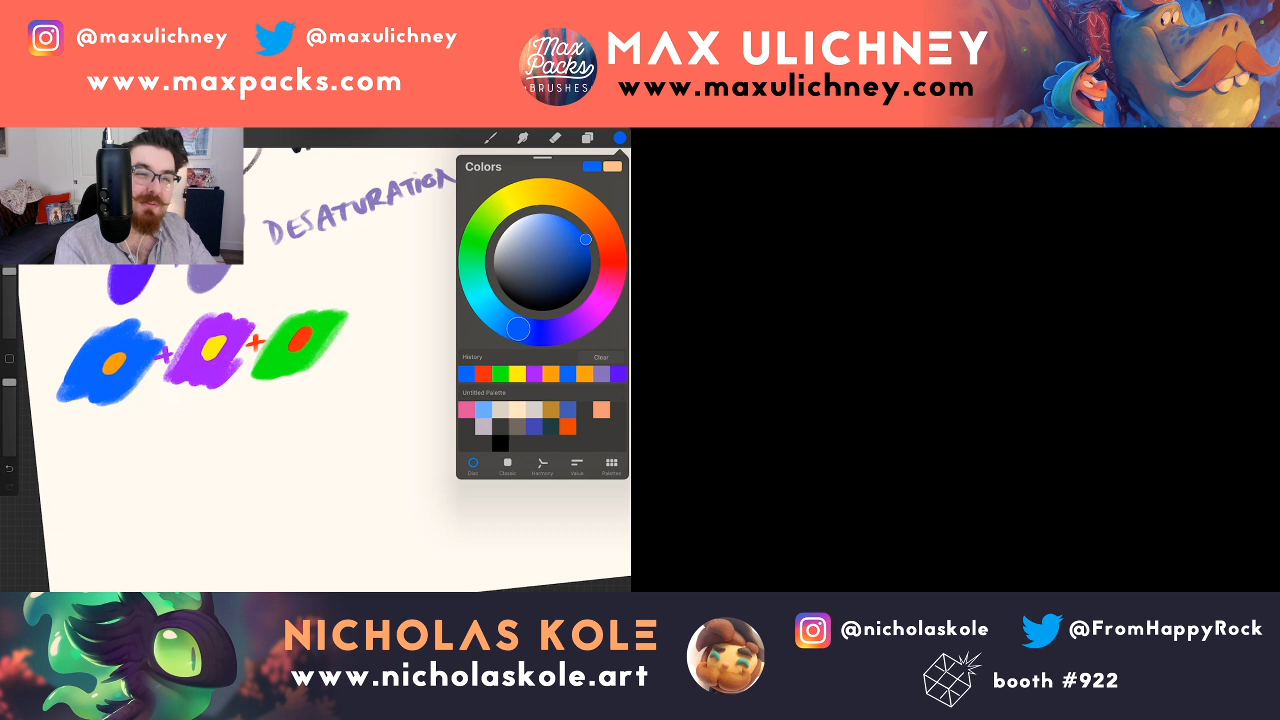 @maxulichney @maxulichney
www.maxpacks.com
Max Packs
BRUSHES
MAX ULICHNEY
www.maxulichney.com
DESATURATION
Colors
History Clear
Untitled Palette
Disc Classic Harmony Value Palettes
NICHOLAS KOLE
www.nicholaskole.art
@nicholaskole @FromHappyRock
booth #922